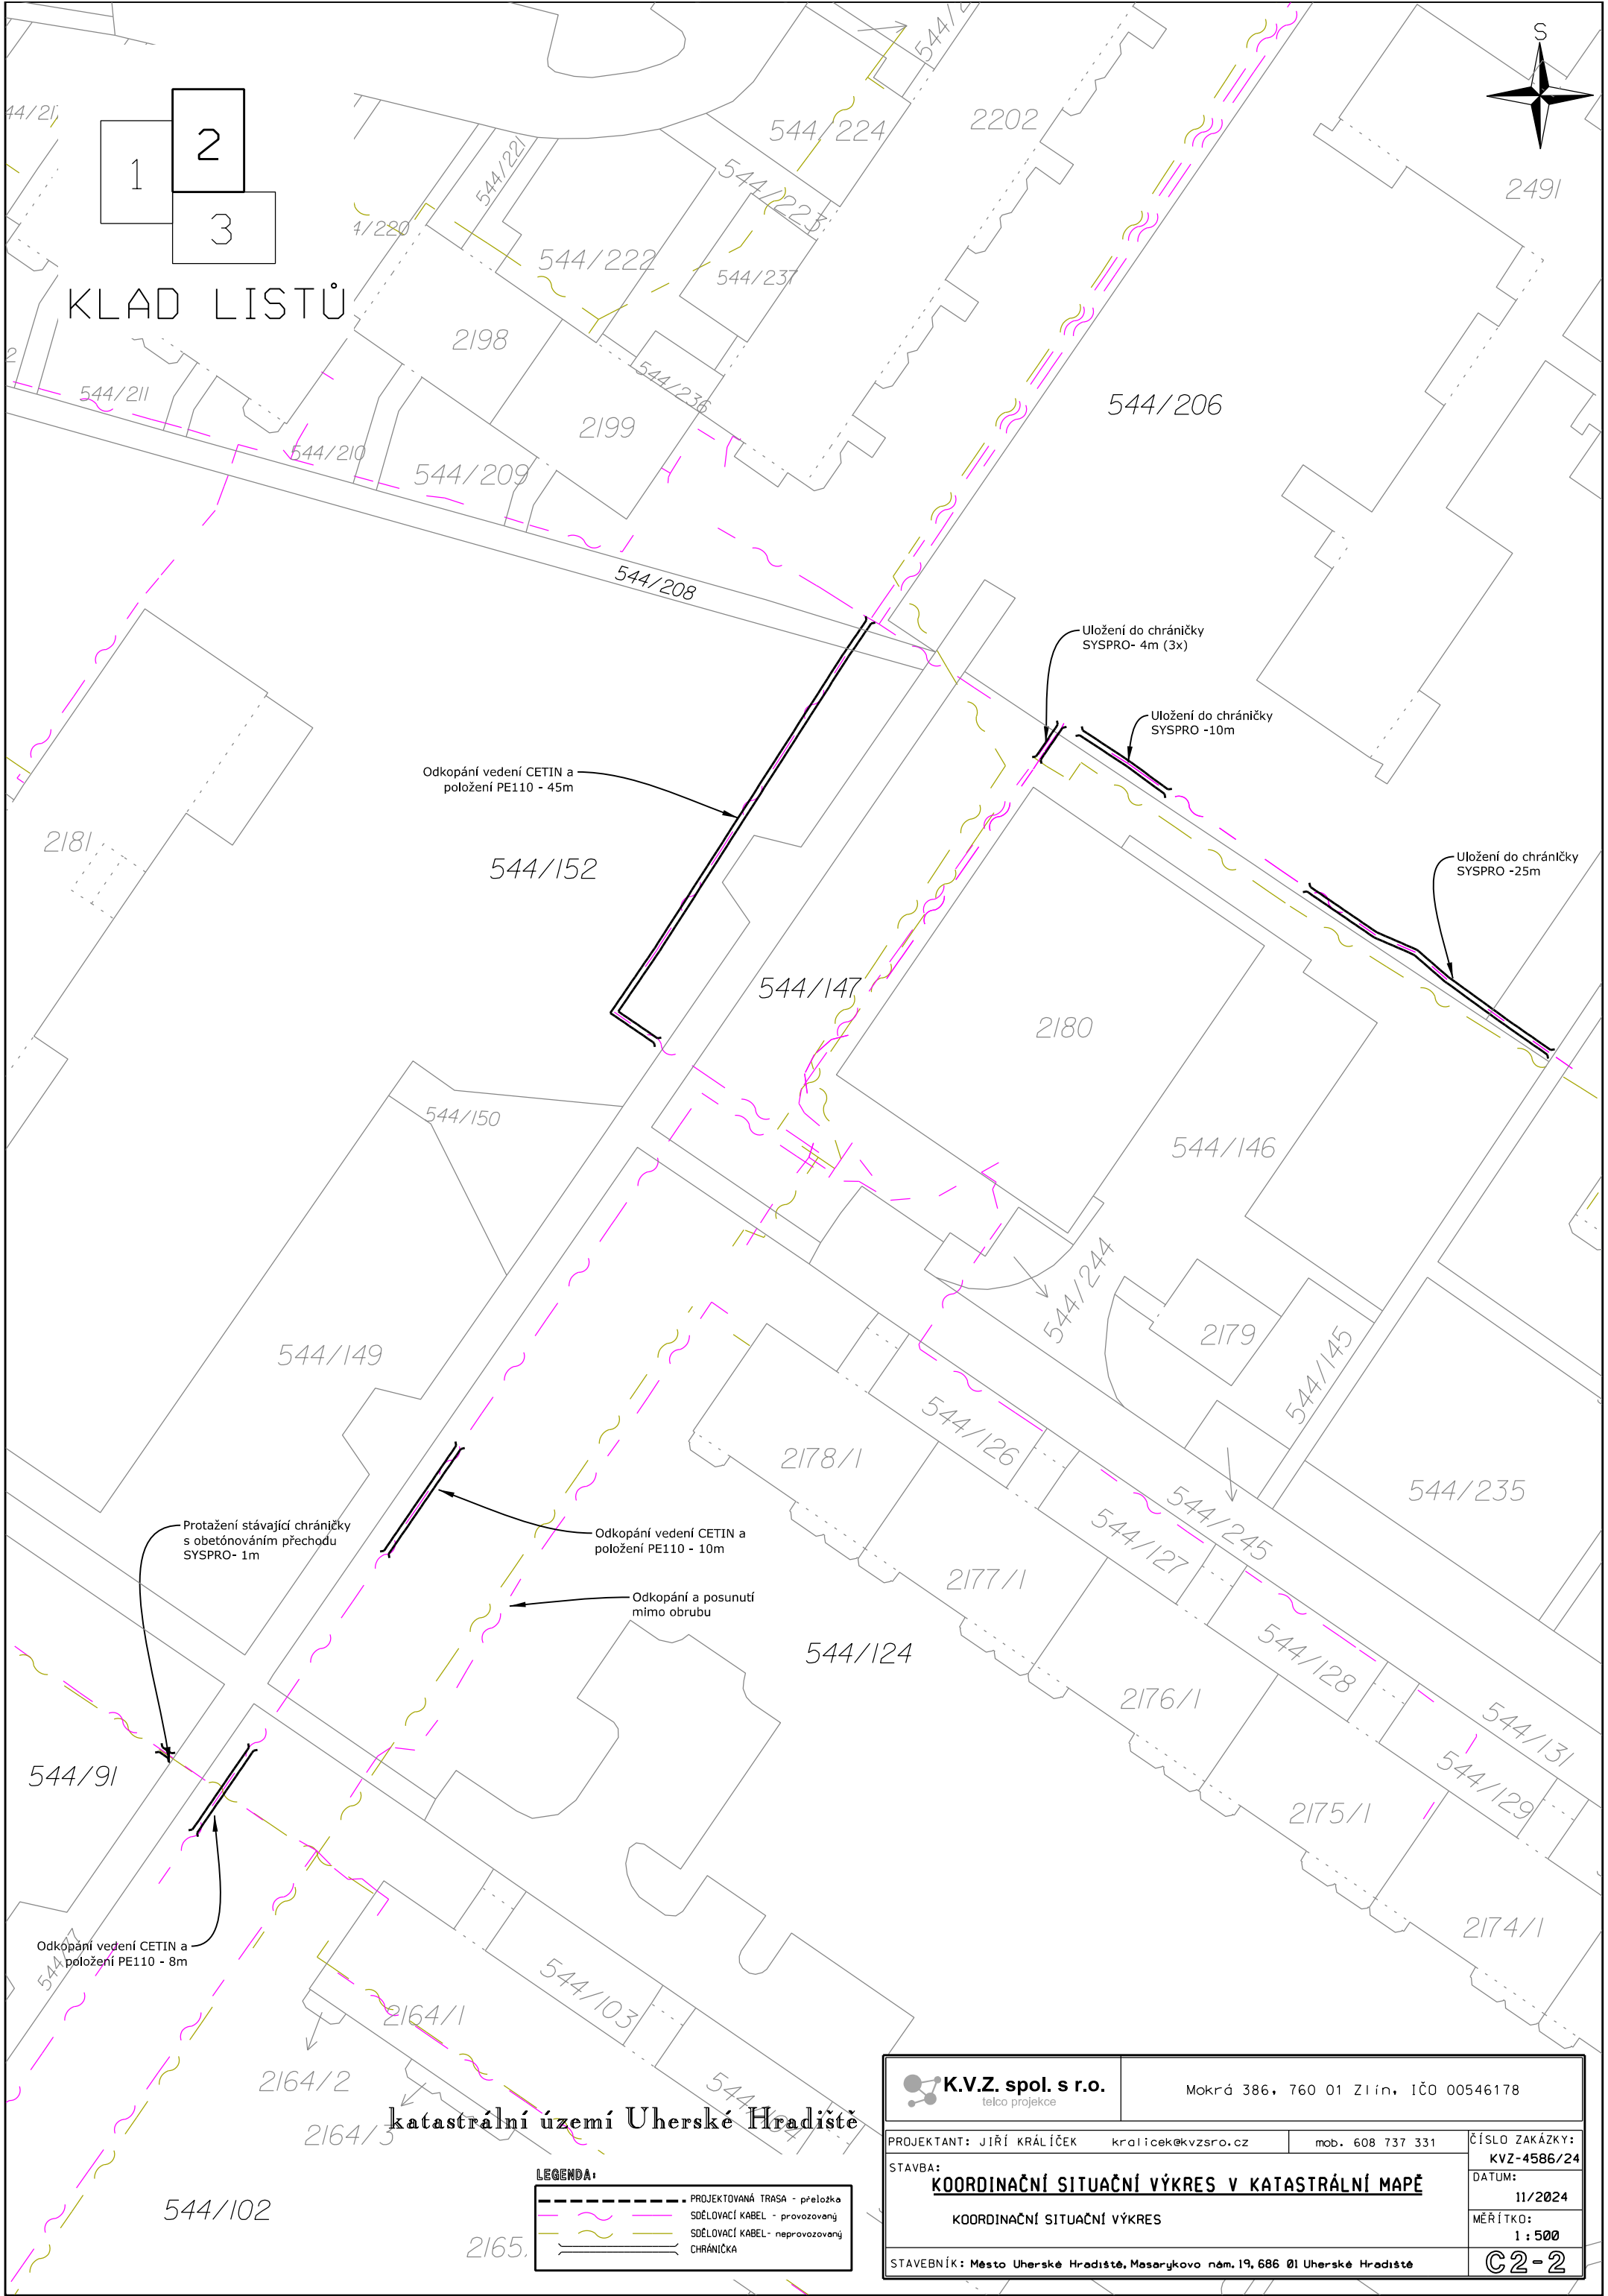 S
1
2
3
KLAD LISTŮ
544/224
2202
2491
544/221
544/223
544/222
544/237
2198
544/236
544/211
2199
544/206
544/210
544/209
544/208
Uložení do chráničky
SYSPRO- 4m (3x)
Uložení do chráničky
SYSPRO -10m
Odkopání vedení CETIN a
položení PE110 - 45m
2181
544/152
Uložení do chráničky
SYSPRO -25m
544/147
2180
544/150
544/146
544/244
544/149
2179
544/145
544/126
2178/1
544/235
544/245
544/127
Protažení stávající chráničky
s obetónováním přechodu
SYSPRO- 1m
Odkopání vedení CETIN a
položení PE110 - 10m
2177/1
Odkopání a posunutí
mimo obrubu
544/124
544/128
2176/1
544/131
544/91
544/129
2175/1
2174/1
Odkopání vedení CETIN a
položení PE110 - 8m
544/103
2164/1
2164/2
2164/3
katastrální území Uherské Hradiště
544/102
2165
LEGENDA:
PROJEKTOVANÁ TRASA - přeložka
SDĚLOVACÍ KABEL - provozovaný
SDĚLOVACÍ KABEL- neprovozovaný
CHRÁNIČKA
K.V.Z. spol. s r.o.
telco projekce
Mokrá 386, 760 01 Zlín, IČO 00546178
PROJEKTANT: JIŘÍ KRÁLÍČEK kralicek@kvzsro.cz mob. 608 737 331
ČÍSLO ZAKÁZKY:
KVZ-4586/24
STAVBA:
KOORDINAČNÍ SITUAČNÍ VÝKRES V KATASTRÁLNÍ MAPĚ
KOORDINAČNÍ SITUAČNÍ VÝKRES
DATUM:
11/2024
MĚŘÍTKO:
1 : 500
STAVEBNÍK: Město Uherské Hradiště, Masarykovo nám. 19, 686 01 Uherské Hradiště
C2-2